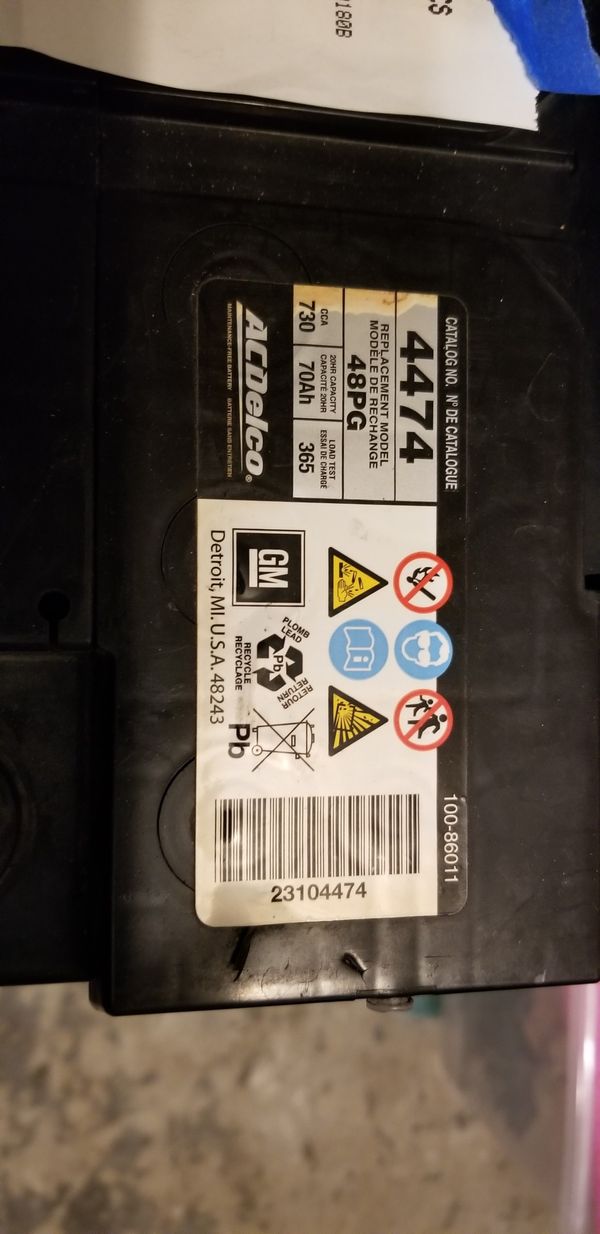 CS
0180B
CATALOG NO. Nº DE CATALOGUE
4474
REPLACEMENT MODEL
MODÈLE DE RECHANGE
48PG
CCA
730
20HR CAPACITY
CAPACITÉ 20HR
70Ah
LOAD TEST
ESSAI DE CHARGE
365
ACDelco®
MAINTENANCE-FREE BATTERY BATTERIE SANS ENTRETIEN
GM
Detroit, MI. U.S.A. 48243
PLOMB
LEAD
Pb
RETOUR
RETURN
RECYCLE
RECYCLAGE
Pb
100-86011
23104474